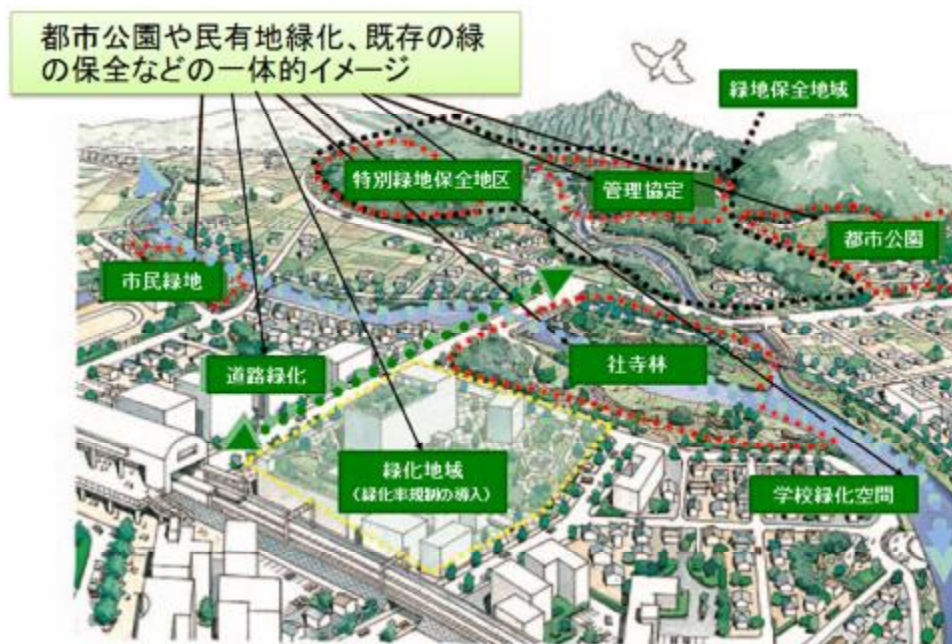 都市公園や民有地緑化、既存の緑
の保全などの一体的イメージ
緑地保全地域
特別緑地保全地区
管理協定
都市公園
市民緑地
道路緑化
社寺林
緑化地域
（緑化率規制の導入）
学校緑化空間